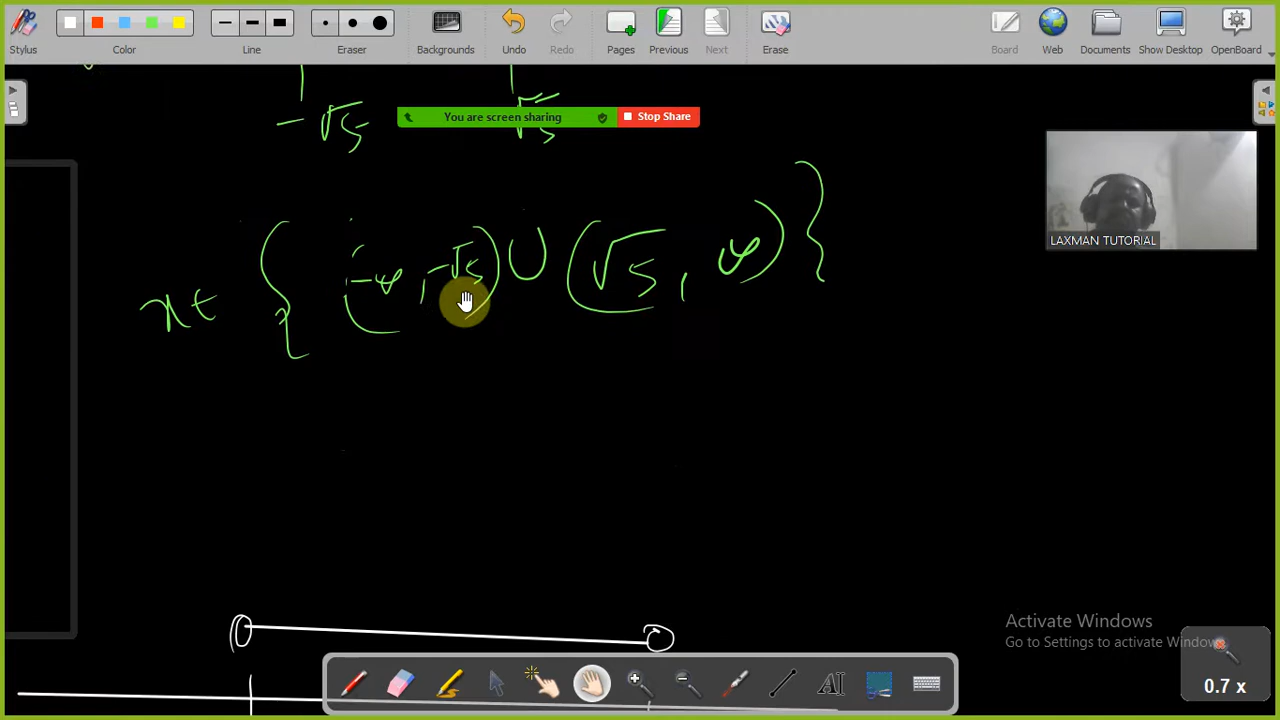 Stylus Color Line Eraser Backgrounds Undo Redo Pages Previous Next Erase Board Web Documents Show Desktop OpenBoard
-√5 √5
You are screen sharing Stop Share
LAXMAN TUTORIAL
x∈ { (-∞, -√5) ∪ (√5, ∞) }
Activate Windows
Go to Settings to activate Windows
0.7 x